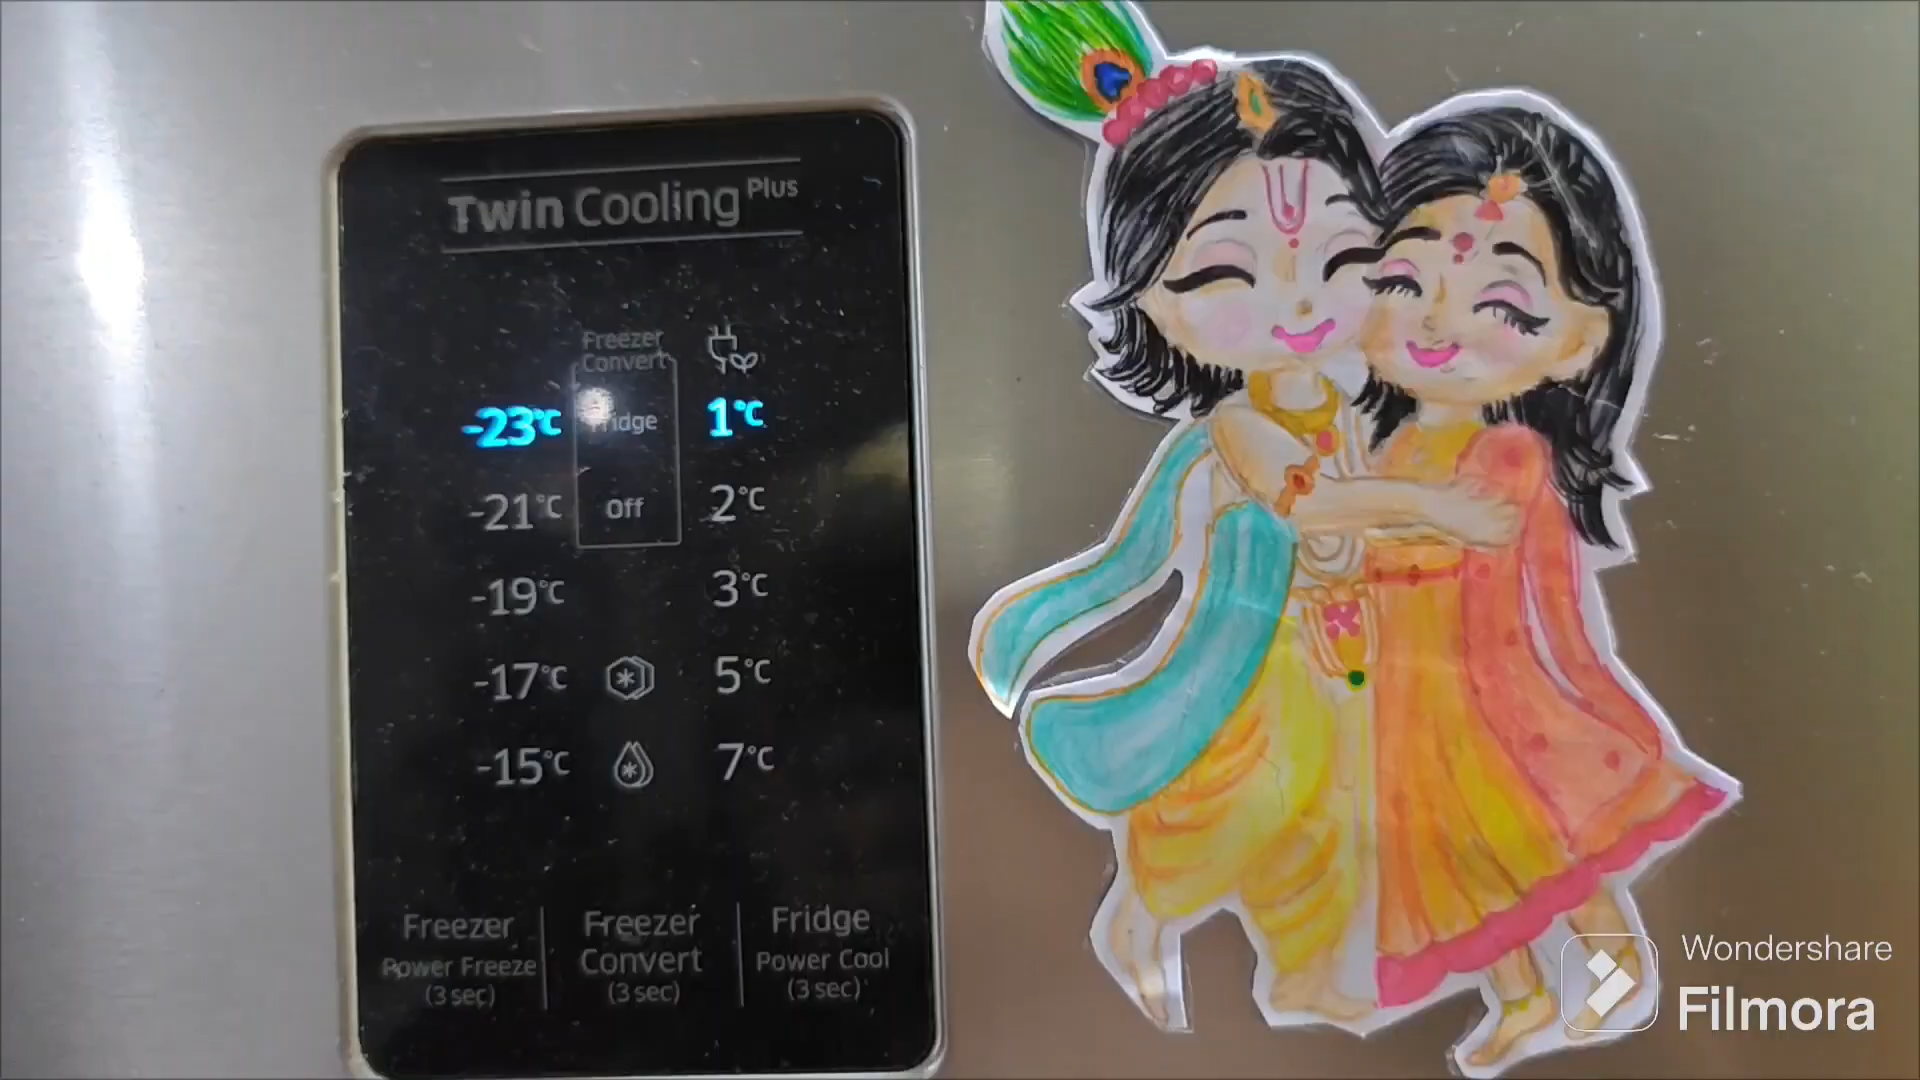 Twin Cooling Plus
Freezer
Convert
-23°C Fridge 1°C
-21°C Off 2°C
-19°C 3°C
-17°C 5°C
-15°C 7°C
Freezer
Power Freeze
(3 sec)
Freezer
Convert
(3 sec)
Fridge
Power Cool
(3 sec)
Wondershare
Filmora